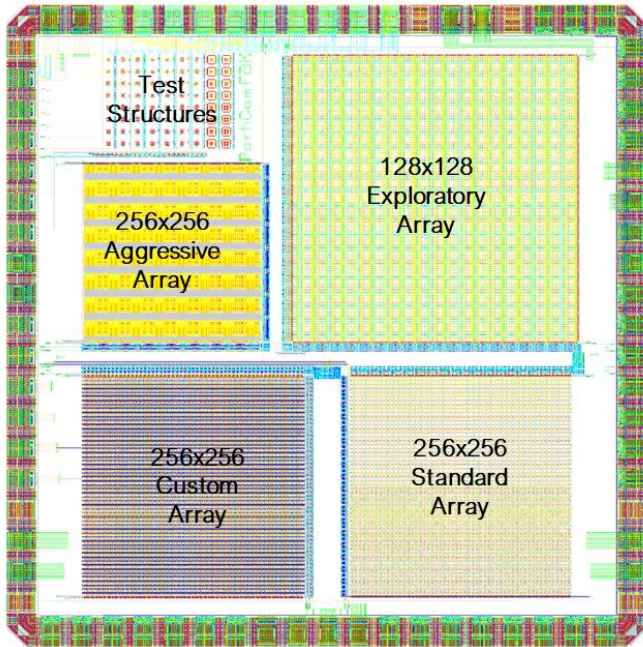 Test
Structures
128x128
Exploratory
Array
256x256
Aggressive
Array
256x256
Custom
Array
256x256
Standard
Array